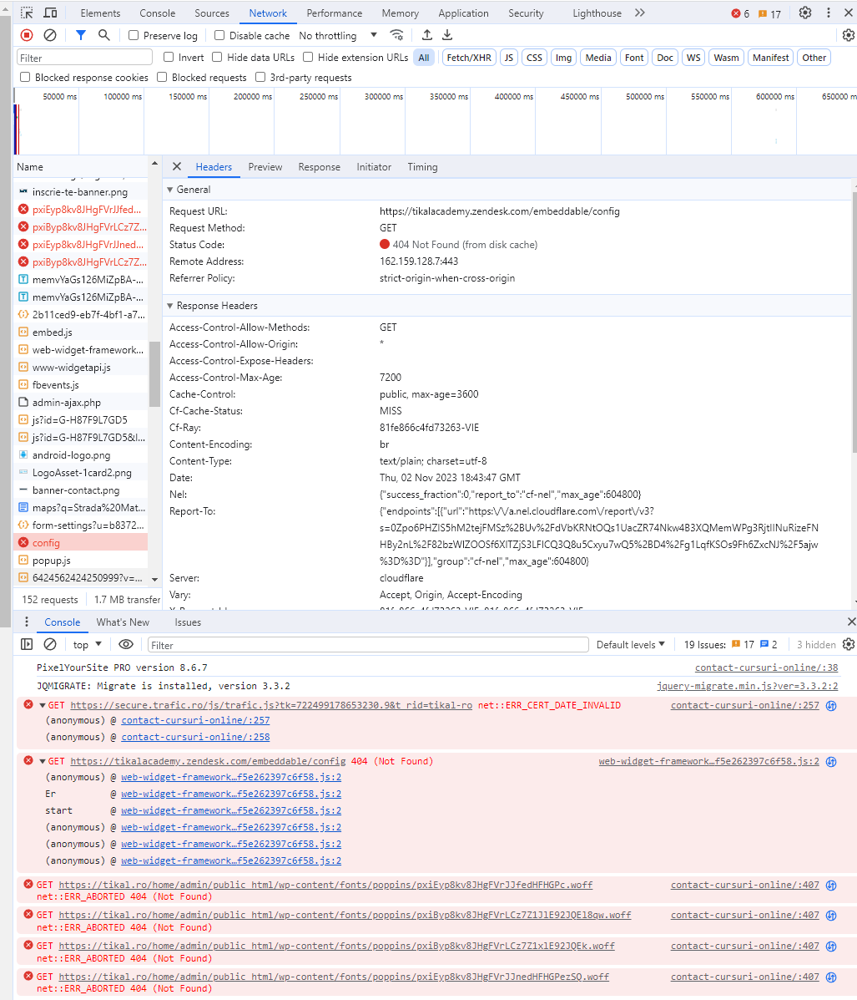 Elements Console Sources Network Performance Memory Application Security Lighthouse 6 17
Preserve log Disable cache No throttling
Filter Invert Hide data URLs Hide extension URLs All Fetch/XHR JS CSS Img Media Font Doc WS Wasm Manifest Other
Blocked response cookies Blocked requests 3rd-party requests
50000 ms 100000 ms 150000 ms 200000 ms 250000 ms 300000 ms 350000 ms 400000 ms 450000 ms 500000 ms 550000 ms 600000 ms 650000 m
Name
inscrie-te-banner.png
pxiEyp8kv8JHgFVrJJfed...
pxiByp8kv8JHgFVrLCz7Z...
pxiEyp8kv8JHgFVrJJned...
pxiByp8kv8JHgFVrLCz7Z...
memvYaGs126MiZpBA-...
memvYaGs126MiZpBA-...
2b11ced9-eb7f-4bf1-a7...
embed.js
web-widget-framework...
www-widgetapi.js
fbevents.js
admin-ajax.php
js?id=G-H87F9L7GD5
js?id=G-H87F9L7GD5&l...
android-logo.png
LogoAsset-1card2.png
banner-contact.png
maps?q=Strada%20Mat...
form-settings?u=b8372...
config
popup.js
6424562424250999?v=...
152 requests 1.7 MB transfer
Headers Preview Response Initiator Timing
General
Request URL: https://tikalacademy.zendesk.com/embeddable/config
Request Method: GET
Status Code: 404 Not Found (from disk cache)
Remote Address: 162.159.128.7:443
Referrer Policy: strict-origin-when-cross-origin
Response Headers
Access-Control-Allow-Methods: GET
Access-Control-Allow-Origin: *
Access-Control-Expose-Headers:
Access-Control-Max-Age: 7200
Cache-Control: public, max-age=3600
Cf-Cache-Status: MISS
Cf-Ray: 81fe866c4fd73263-VIE
Content-Encoding: br
Content-Type: text/plain; charset=utf-8
Date: Thu, 02 Nov 2023 18:43:47 GMT
Nel: {"success_fraction":0,"report_to":"cf-nel","max_age":604800}
Report-To: {"endpoints":[{"url":"https:\/\/a.nel.cloudflare.com\/report\/v3?
s=0Zpo6PHZIS5hM2tejFMSz%2BUv%2FdVbKRNtOQs1UacZR74Nkw4B3XQMemWPg3RjtIINuRizeFN
HBy2nL%2F82bzWIZOOSf6XITZjS3LFICQ3Q8u5Cxyu7wQ5%2BD4%2Fg1LqfKSOs9Fh6ZxcNJ%2F5ajw
%3D%3D"}],"group":"cf-nel","max_age":604800}
Server: cloudflare
Vary: Accept, Origin, Accept-Encoding
Console What's New Issues
top Filter Default levels 19 Issues: 17 2 3 hidden
PixelYourSite PRO version 8.6.7 contact-cursuri-online/:38
JQMIGRATE: Migrate is installed, version 3.3.2 jquery-migrate.min.js?ver=3.3.2:2
GET https://secure.trafic.ro/js/trafic.js?tk=722499178653230.9&t_rid=tikal-ro net::ERR_CERT_DATE_INVALID contact-cursuri-online/:257
(anonymous) @ contact-cursuri-online/:257
(anonymous) @ contact-cursuri-online/:258
GET https://tikalacademy.zendesk.com/embeddable/config 404 (Not Found) web-widget-framework…f5e262397c6f58.js:2
(anonymous) @ web-widget-framework…f5e262397c6f58.js:2
Er @ web-widget-framework…f5e262397c6f58.js:2
start @ web-widget-framework…f5e262397c6f58.js:2
(anonymous) @ web-widget-framework…f5e262397c6f58.js:2
(anonymous) @ web-widget-framework…f5e262397c6f58.js:2
(anonymous) @ web-widget-framework…f5e262397c6f58.js:2
GET https://tikal.ro/home/admin/public_html/wp-content/fonts/poppins/pxiEyp8kv8JHgFVrJJfedHFHGPc.woff contact-cursuri-online/:407
net::ERR_ABORTED 404 (Not Found)
GET https://tikal.ro/home/admin/public_html/wp-content/fonts/poppins/pxiByp8kv8JHgFVrLCz7Z1JlE92JQEl8qw.woff contact-cursuri-online/:407
net::ERR_ABORTED 404 (Not Found)
GET https://tikal.ro/home/admin/public_html/wp-content/fonts/poppins/pxiByp8kv8JHgFVrLCz7Z1xlE92JQEk.woff contact-cursuri-online/:407
net::ERR_ABORTED 404 (Not Found)
GET https://tikal.ro/home/admin/public_html/wp-content/fonts/poppins/pxiEyp8kv8JHgFVrJJnedHFHGPezSQ.woff contact-cursuri-online/:407
net::ERR_ABORTED 404 (Not Found)